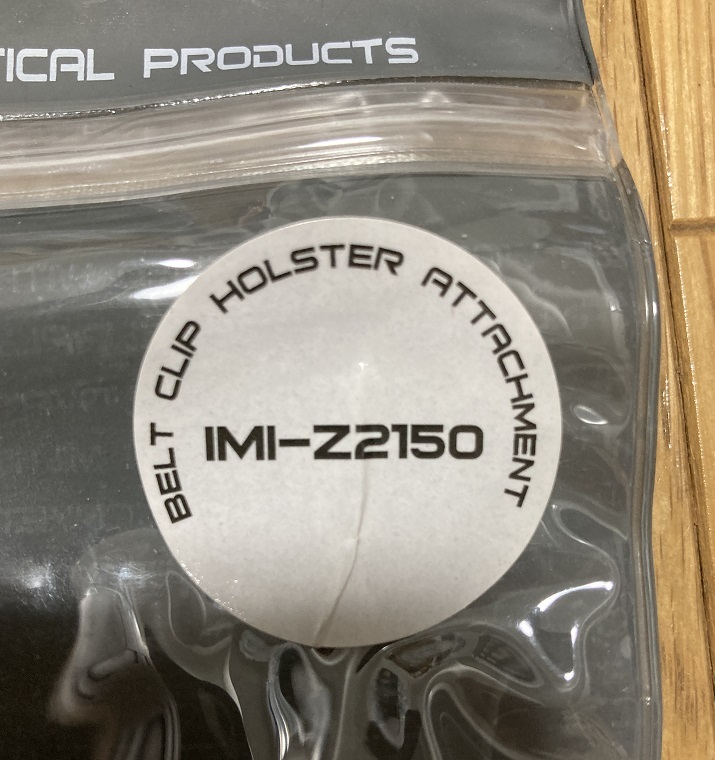 TICAL PRODUCTS
BELT CLIP HOLSTER ATTACHMENT
IMI-Z2150